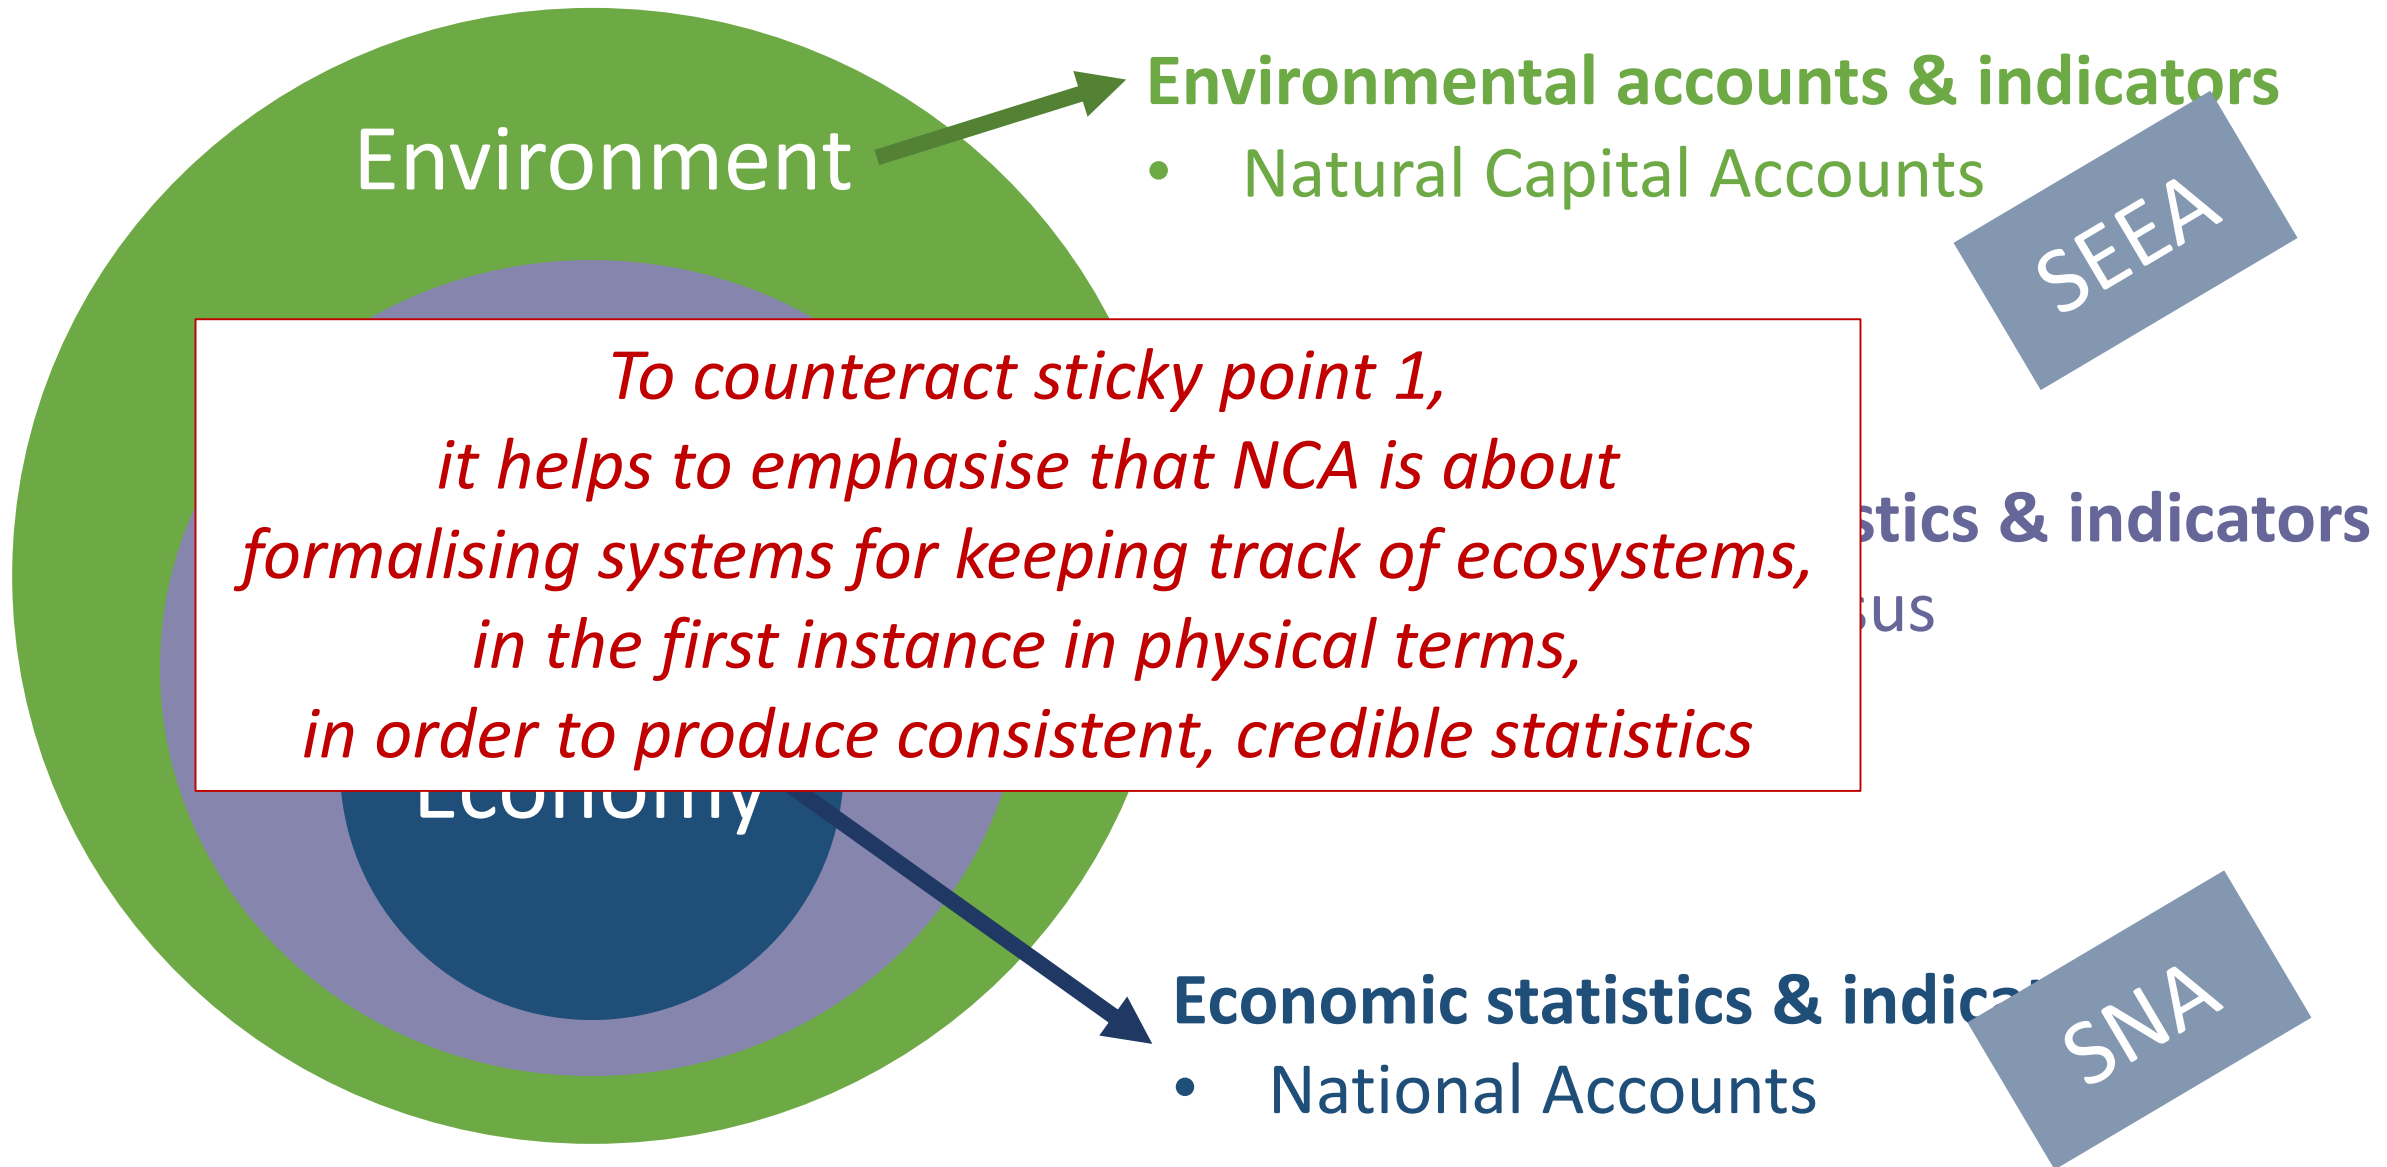 Environment
Environmental accounts & indicators
• Natural Capital Accounts
SEEA
To counteract sticky point 1,
it helps to emphasise that NCA is about
formalising systems for keeping track of ecosystems,
in the first instance in physical terms,
in order to produce consistent, credible statistics
& indicators
Economy
Economic statistics &
• National Accounts
SNA